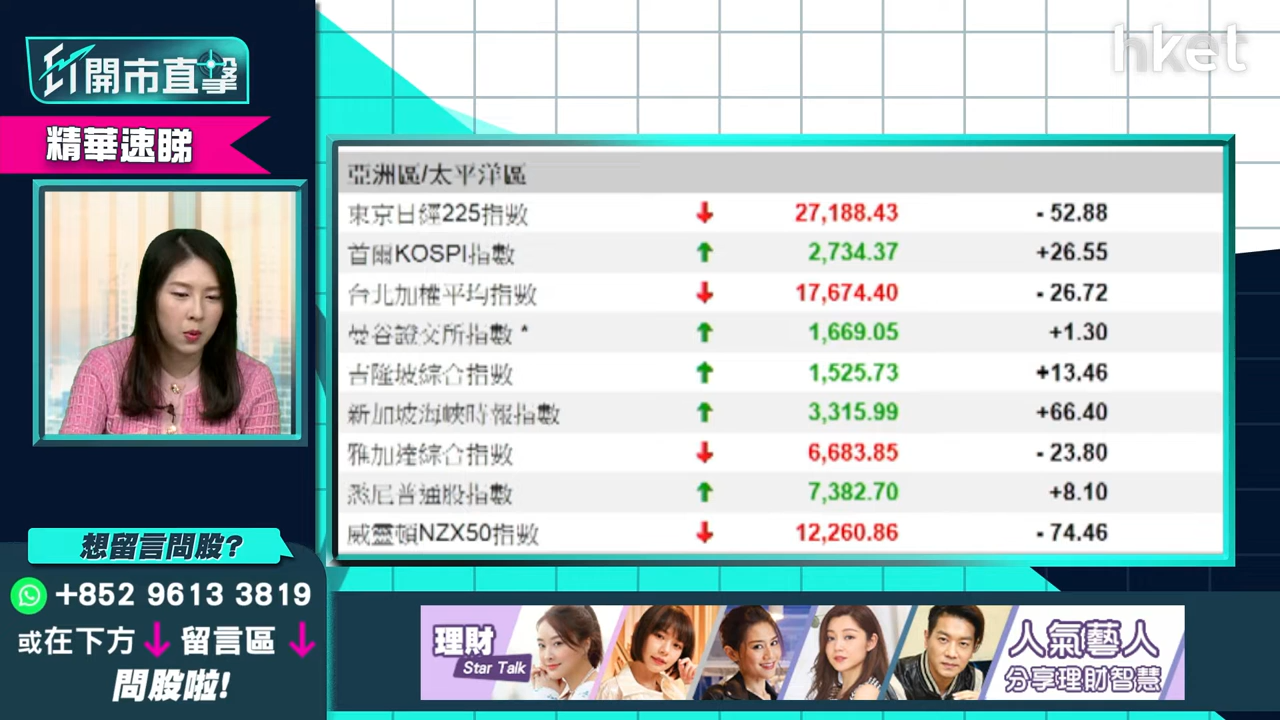 ET開市直擊
精華速睇
hket
亞洲區/太平洋區
東京日經225指數 27,188.43 - 52.88
首爾KOSPI指數 2,734.37 +26.55
台北加權平均指數 17,674.40 - 26.72
曼谷證交所指數 * 1,669.05 +1.30
吉隆坡綜合指數 1,525.73 +13.46
新加坡海峽時報指數 3,315.99 +66.40
雅加達綜合指數 6,683.85 - 23.80
悉尼普通股指數 7,382.70 +8.10
威靈頓NZX50指數 12,260.86 - 74.46
想留言問股?
+852 9613 3819
或在下方 留言區
問股啦!
理財
Star Talk
人氣藝人
分享理財智慧